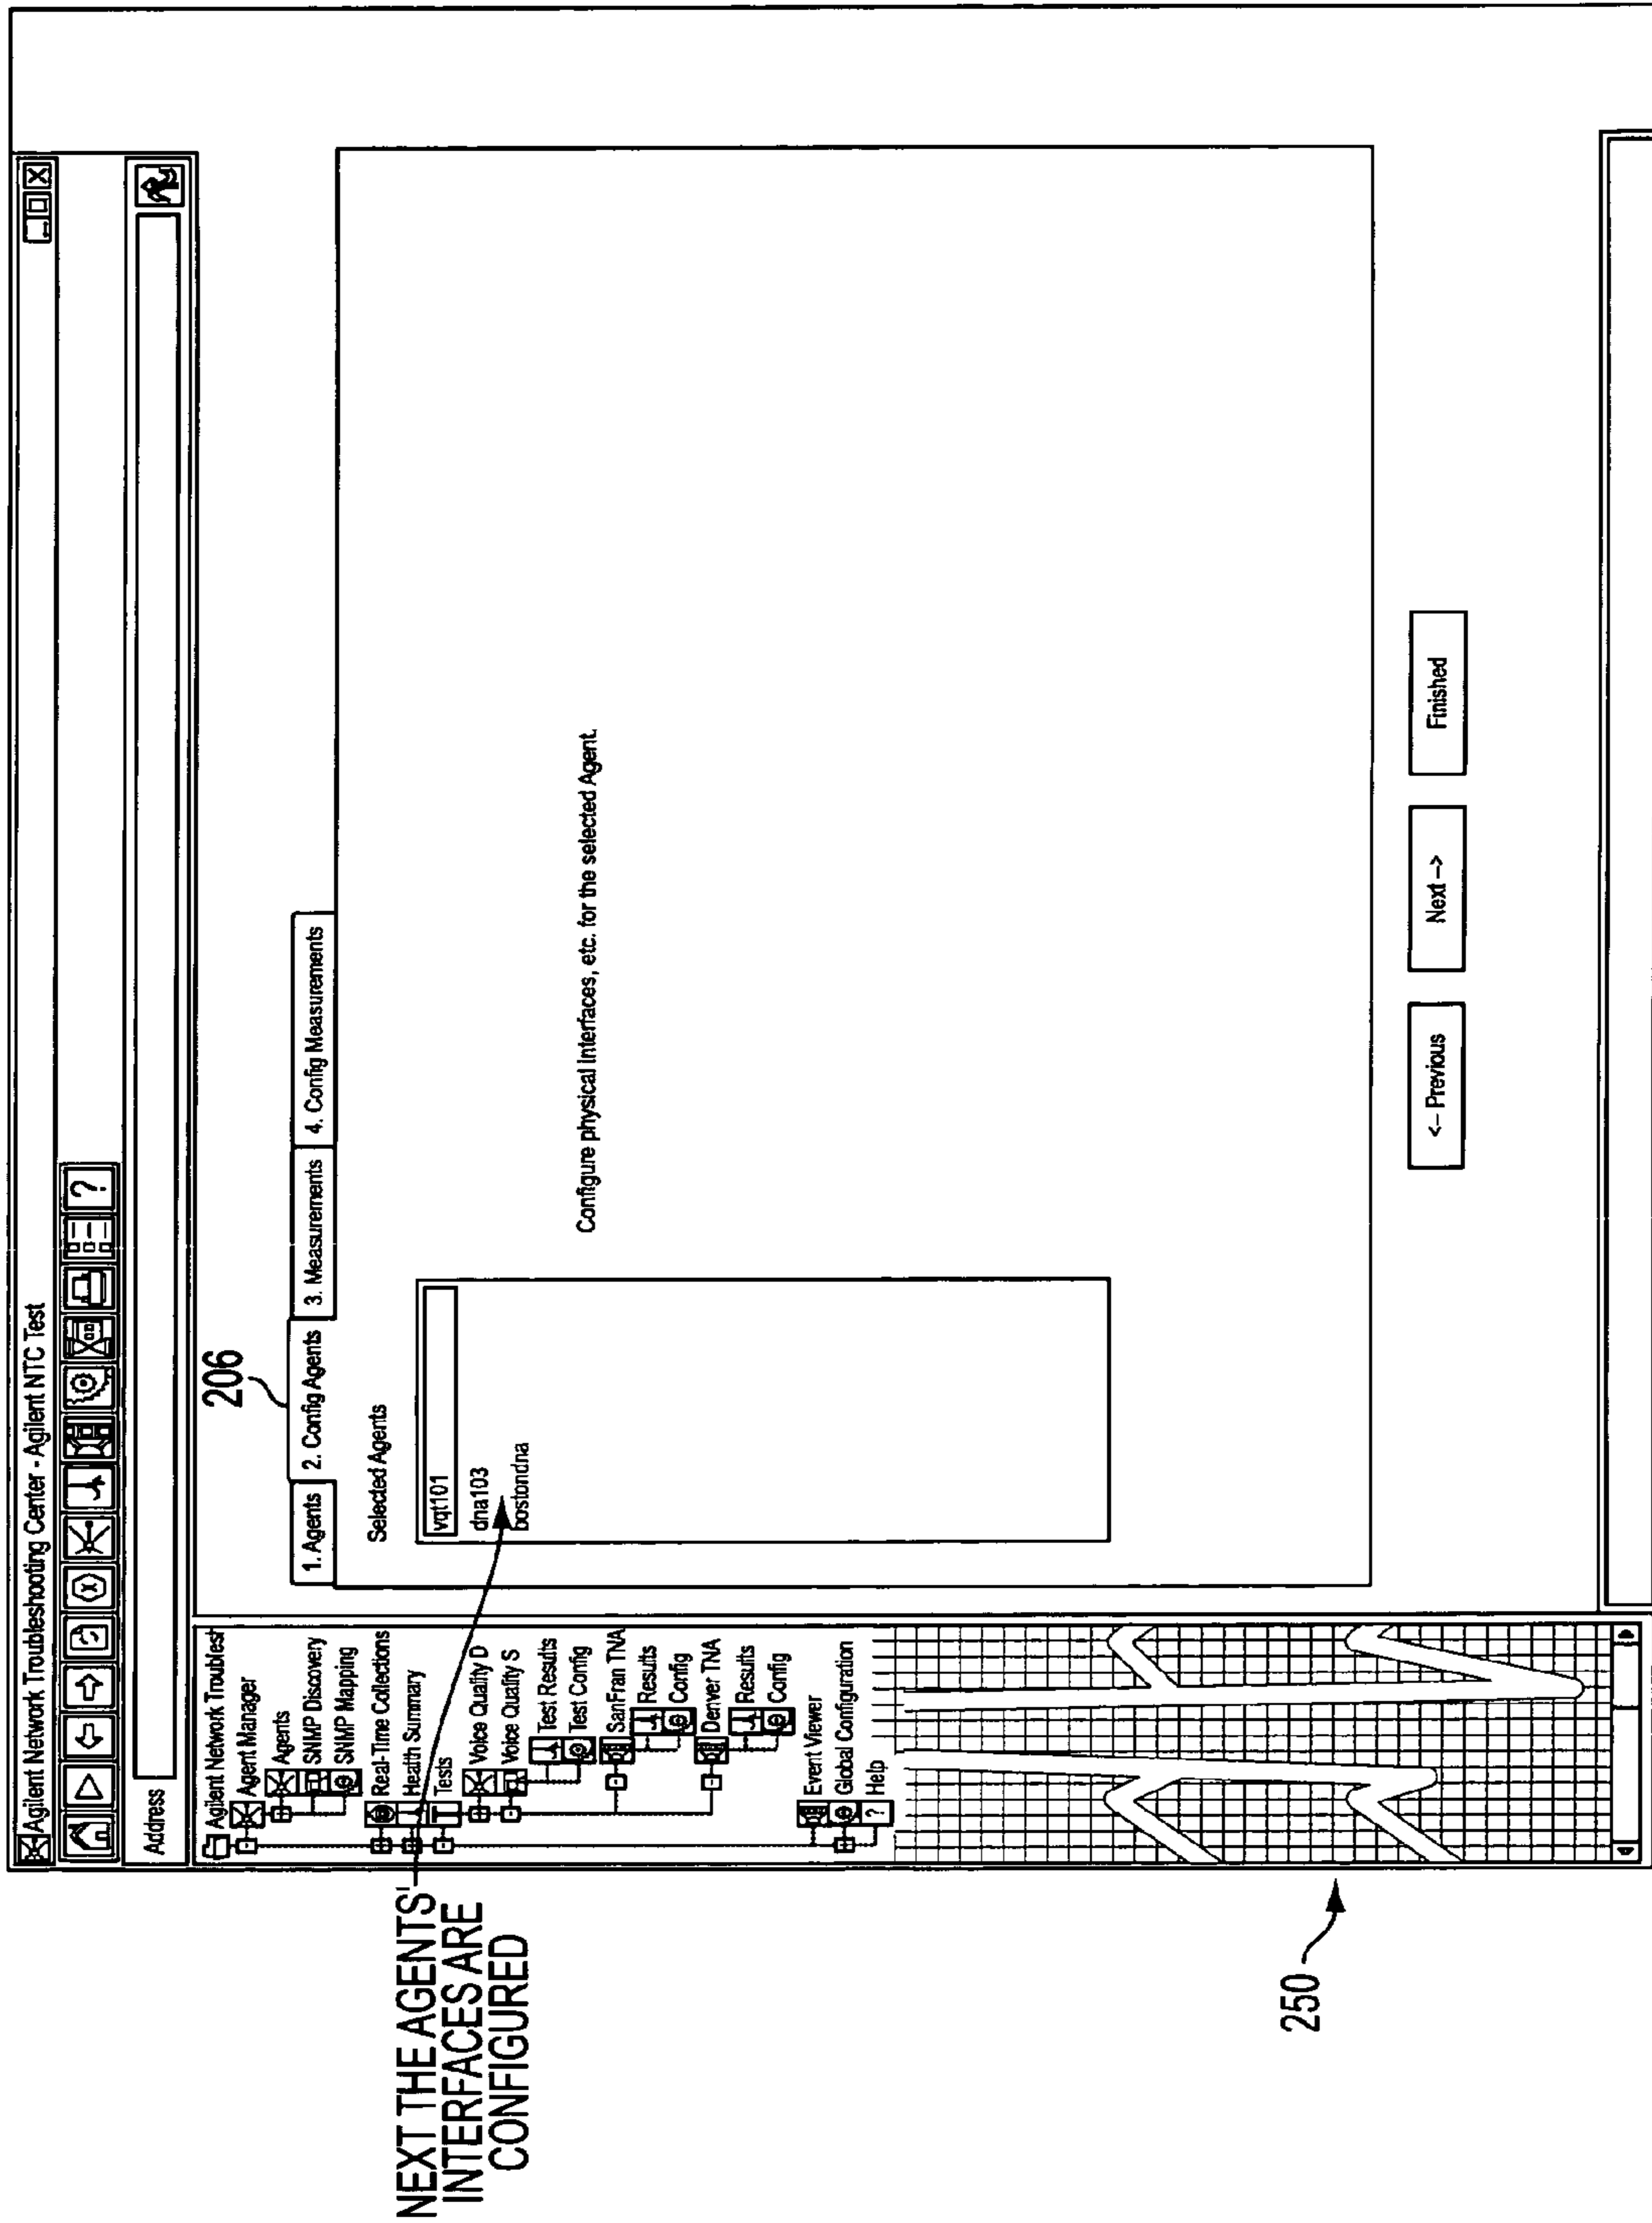 Agilent Network Troubleshooting Center - Agilent NTC Test
?
Address
Agilent Network Troublesh
Agent Manager
Agents
SNMP Discovery
SNMP Mapping
Real-Time Collections
Health Summary
Tests
Voice Quality D
Voice Quality S
Test Results
Test Config
SanFran TNA
Results
Config
Denver TNA
Results
Config
Event Viewer
Global Configuration
? Help
206
1. Agents 2. Config Agents 3. Measurements 4. Config Measurements
Selected Agents
vqt101
dna103
bostondna
Configure physical interfaces, etc. for the selected Agent.
<-- Previous Next --> Finished
NEXT THE AGENTS'
INTERFACES ARE
CONFIGURED
250